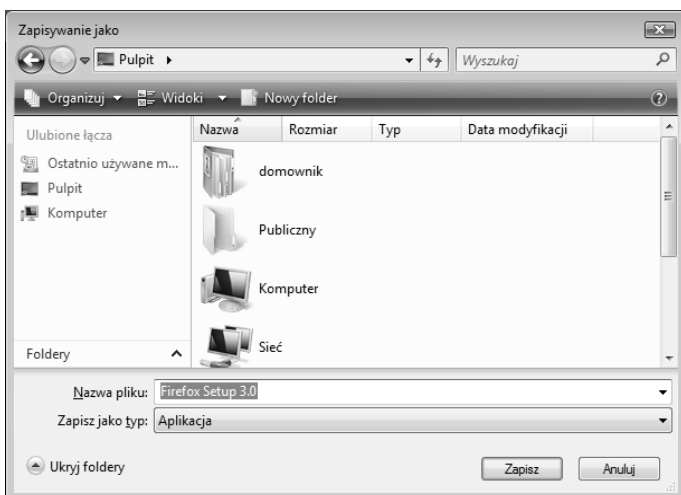 Zapisywanie jako
Pulpit
Wyszukaj
Organizuj Widoki Nowy folder
Ulubione łącza
Ostatnio używane m...
Pulpit
Komputer
Foldery
Nazwa Rozmiar Typ Data modyfikacji
domownik
Publiczny
Komputer
Sieć
Nazwa pliku: Firefox Setup 3.0
Zapisz jako typ: Aplikacja
Ukryj foldery Zapisz Anuluj